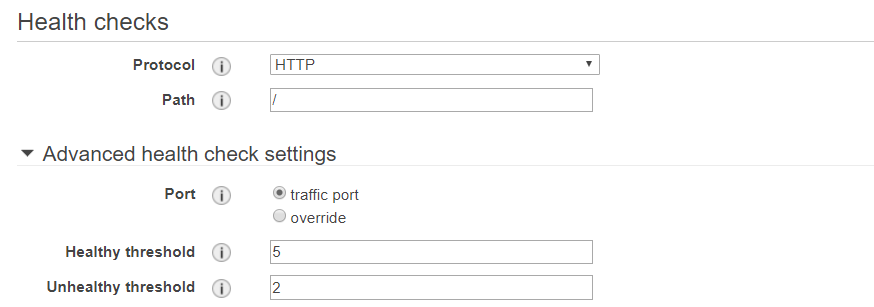 Health checks
Protocol i HTTP
Path i /
Advanced health check settings
Port i traffic port
override
Healthy threshold i 5
Unhealthy threshold i 2